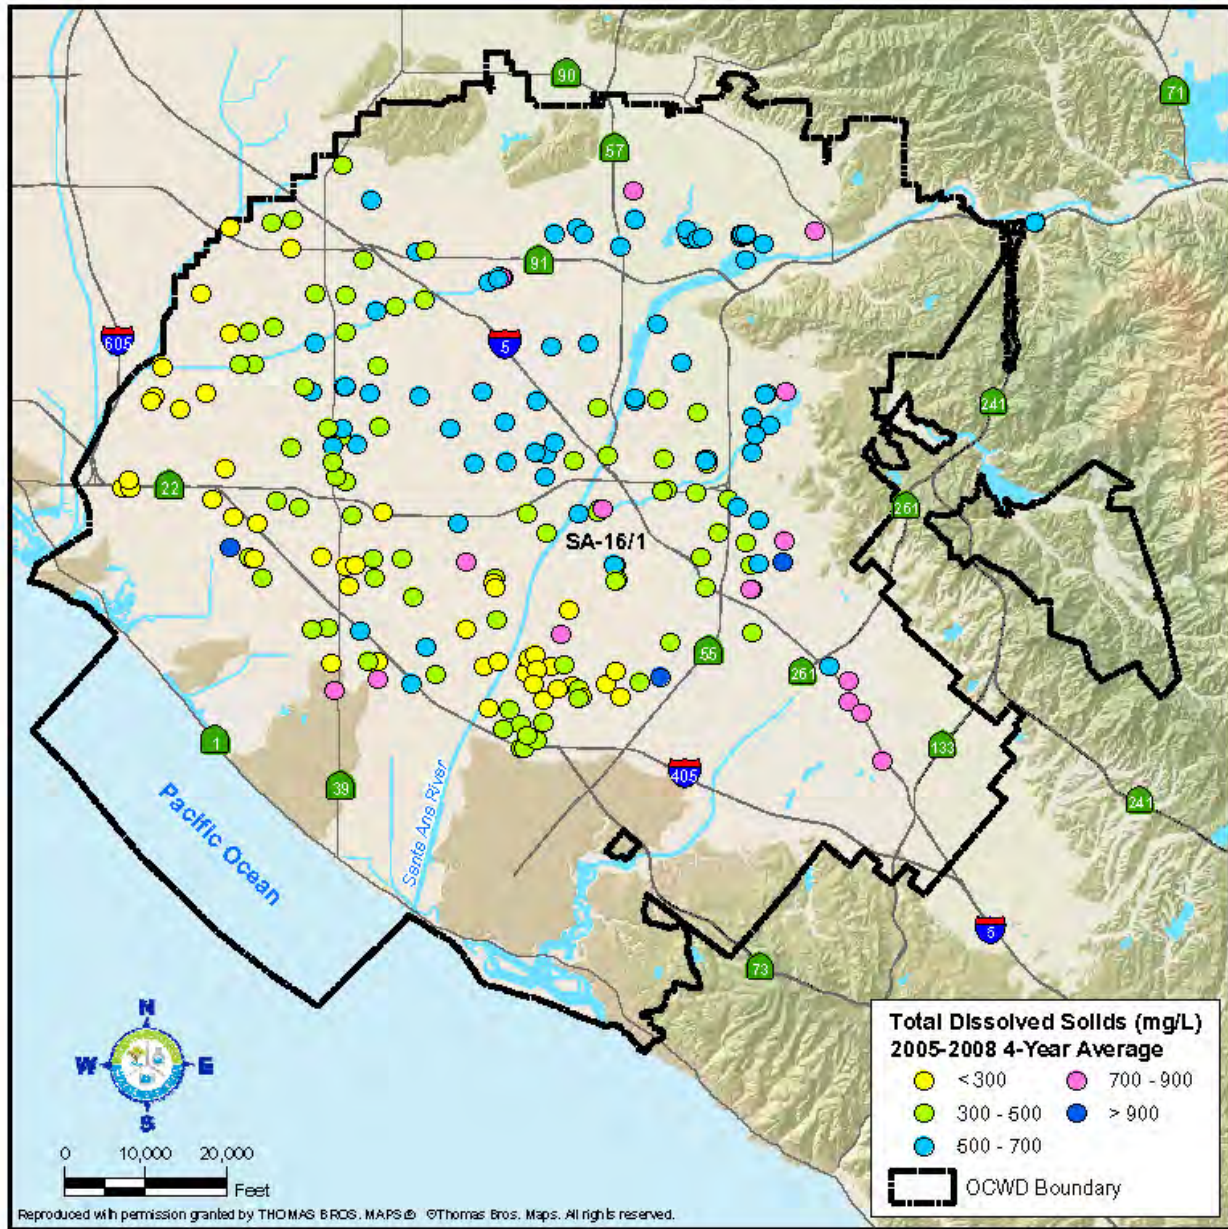 90
71
57
91
605
5
241
22
261
SA-16/1
55
261
1
39
405
133
241
Pacific Ocean
Santa Ana River
5
73
N
W E
S
0 10,000 20,000
Feet
Total Dissolved Solids (mg/L)
2005-2008 4-Year Average
< 300
700 - 900
300 - 500
> 900
500 - 700
OCWD Boundary
Reproduced with permission granted by THOMAS BROS. MAPS® ©Thomas Bros. Maps. All rights reserved.